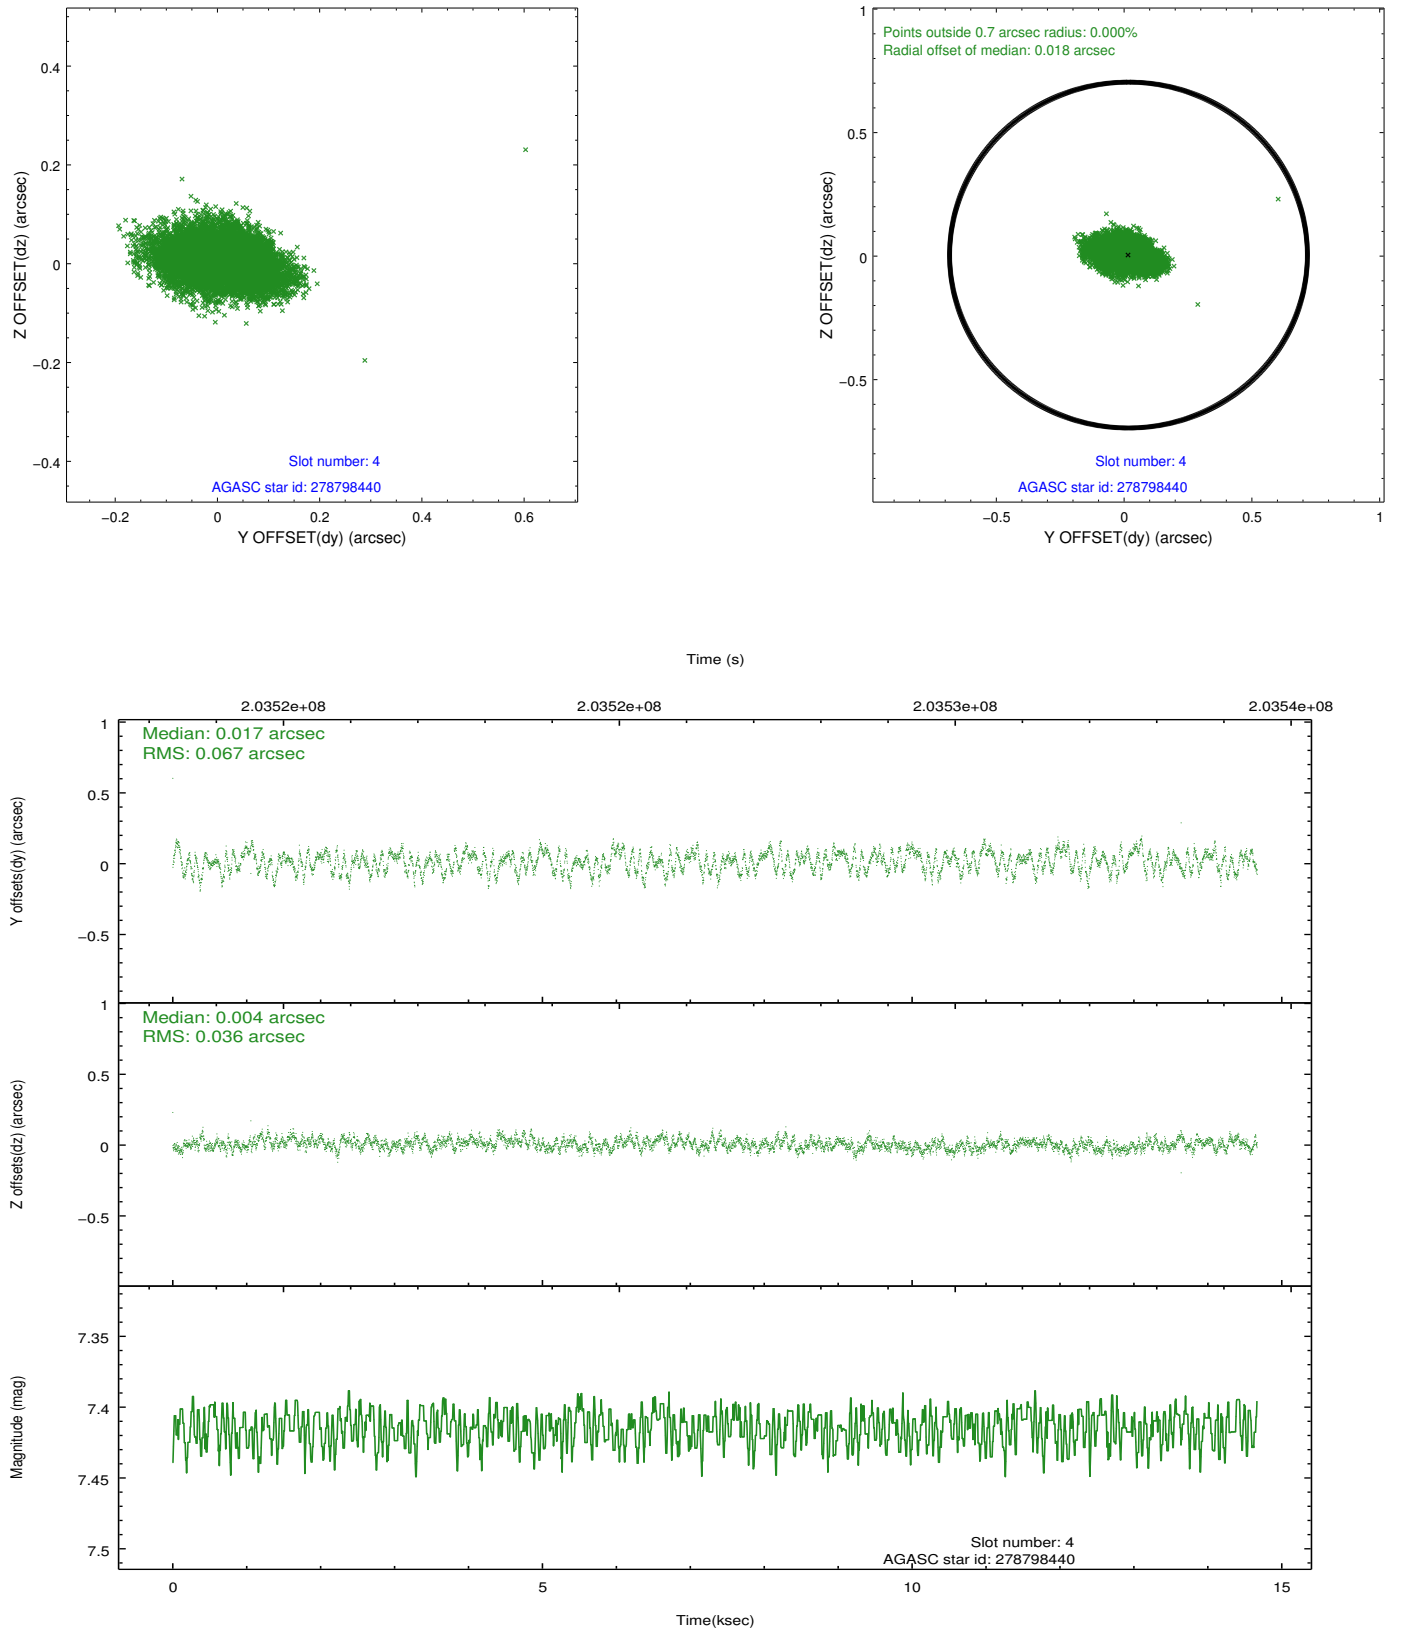 0.4
0.2
0
−0.2
−0.4
Z OFFSET(dz) (arcsec)
Slot number: 4
AGASC star id: 278798440
−0.2 0 0.2 0.4 0.6
Y OFFSET(dy) (arcsec)
Points outside 0.7 arcsec radius: 0.000%
Radial offset of median: 0.018 arcsec
1
0.5
0
−0.5
Z OFFSET(dz) (arcsec)
Slot number: 4
AGASC star id: 278798440
−0.5 0 0.5 1
Y OFFSET(dy) (arcsec)
Time (s)
2.0352e+08 2.0352e+08 2.0353e+08 2.0354e+08
Median: 0.017 arcsec
RMS: 0.067 arcsec
1
0.5
0
−0.5
Y offsets(dy) (arcsec)
Median: 0.004 arcsec
RMS: 0.036 arcsec
1
0.5
0
−0.5
Z offsets(dz) (arcsec)
7.35
7.4
7.45
7.5
Magnitude (mag)
Slot number: 4
AGASC star id: 278798440
0 5 10 15
Time(ksec)